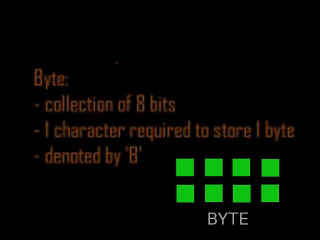 Byte:
- collection of 8 bits
- 1 character required to store 1 byte
- denoted by 'B'
BYTE